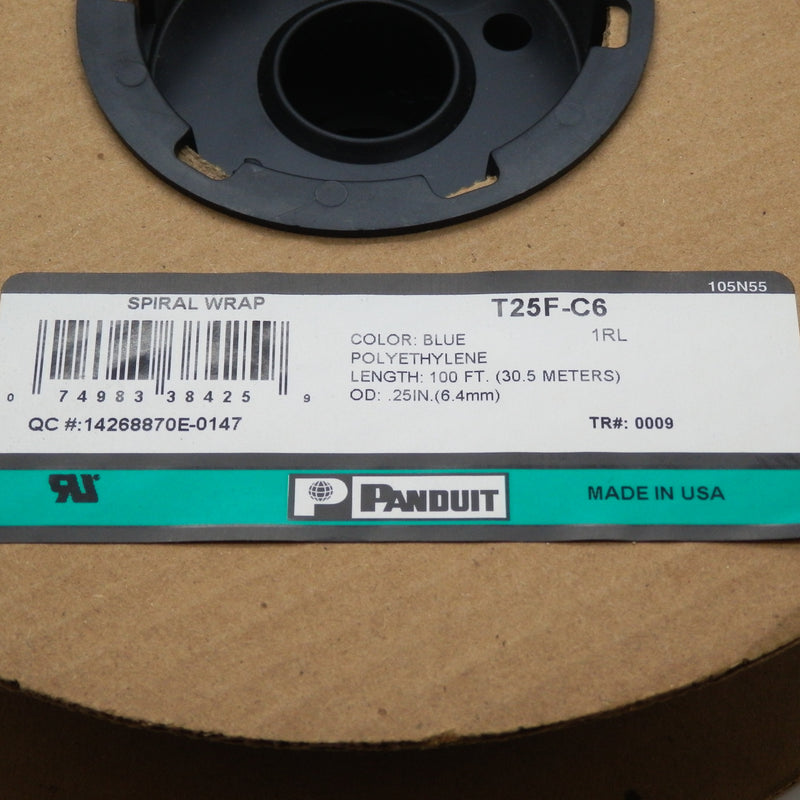 105N55
SPIRAL WRAP
T25F-C6
COLOR: BLUE 1RL
POLYETHYLENE
LENGTH: 100 FT. (30.5 METERS)
OD: .25IN.(6.4mm)
0 74983 38425 9
QC #:14268870E-0147
TR#: 0009
RU
P PANDUIT
MADE IN USA